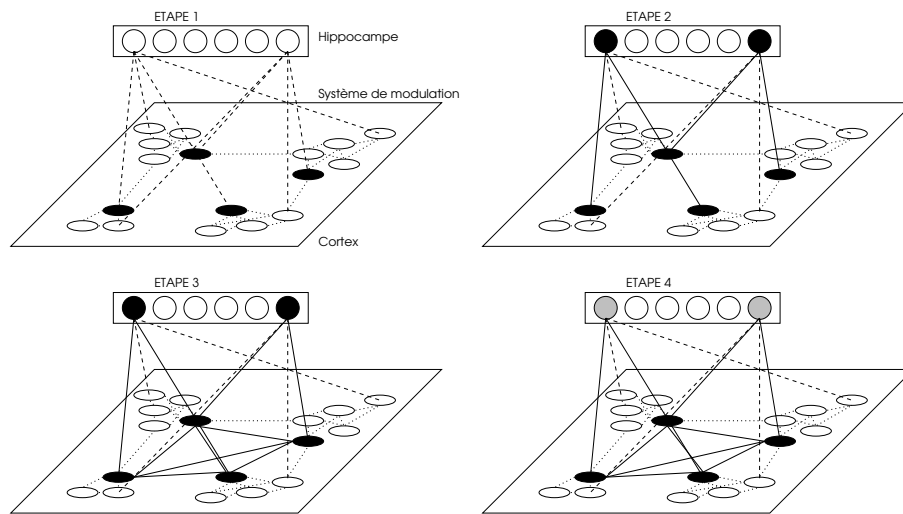 ETAPE 1
Hippocampe
Système de modulation
Cortex
ETAPE 2
ETAPE 3
ETAPE 4